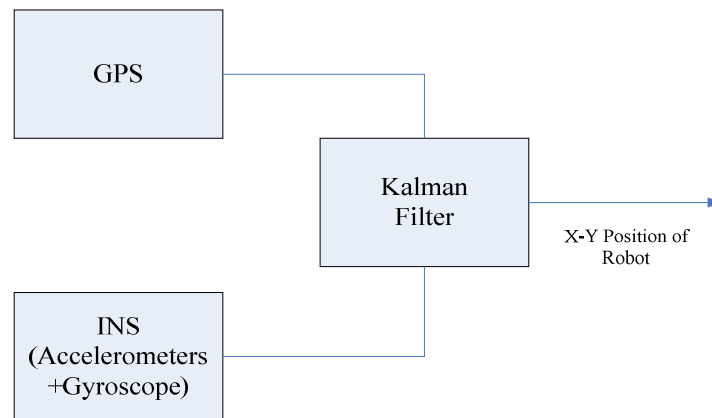 GPS
Kalman
Filter
X-Y Position of
Robot
INS
(Accelerometers
+Gyroscope)